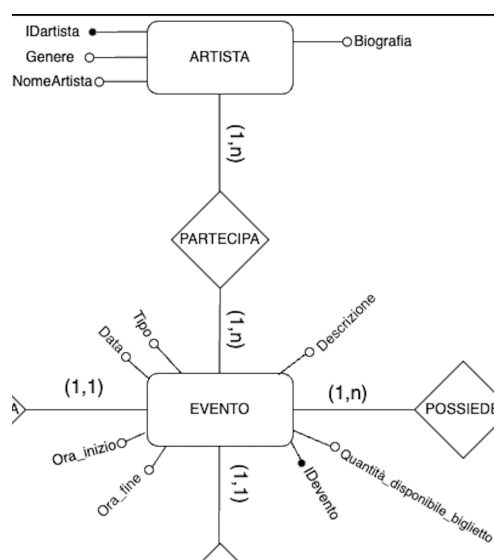 IDartista
Genere
NomeArtista
ARTISTA
Biografia
(1,n)
PARTECIPA
(1,n)
Tipo
Data
Descrizione
(1,1)
EVENTO
(1,n)
POSSIEDE
A
Ora_inizio
Ora_fine
(1,1)
IDevento
Quantità_disponibile_biglietto